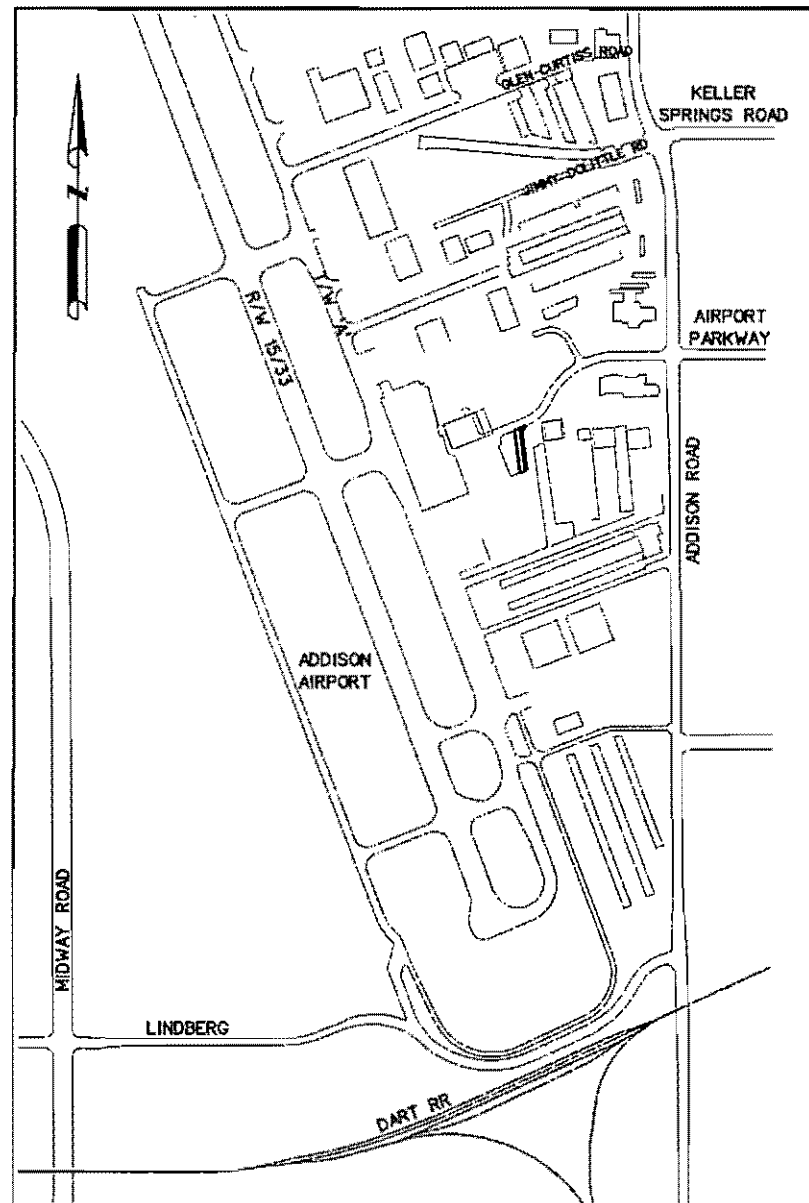 GLEN CURTISS ROAD
KELLER
SPRINGS ROAD
JIMMY DOLITTLE RD
N
T/W 'A'
R/W 15/33
AIRPORT
PARKWAY
ADDISON ROAD
ADDISON
AIRPORT
MIDWAY ROAD
LINDBERG
DART RR